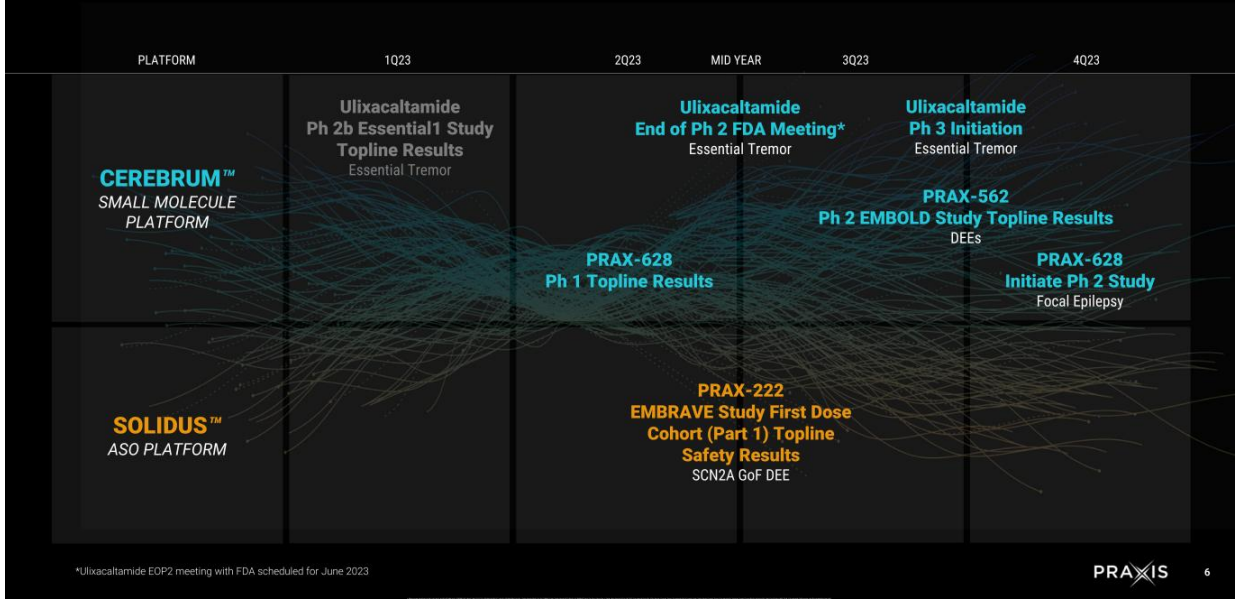 PLATFORM 1Q23 2Q23 MID YEAR 3Q23 4Q23
CEREBRUM™
SMALL MOLECULE
PLATFORM
Ulixacaltamide
Ph 2b Essential1 Study
Topline Results
Essential Tremor
Ulixacaltamide
End of Ph 2 FDA Meeting*
Essential Tremor
Ulixacaltamide
Ph 3 Initiation
Essential Tremor
PRAX-562
Ph 2 EMBOLD Study Topline Results
DEEs
PRAX-628
Ph 1 Topline Results
PRAX-628
Initiate Ph 2 Study
Focal Epilepsy
SOLIDUS™
ASO PLATFORM
PRAX-222
EMBRAVE Study First Dose
Cohort (Part 1) Topline
Safety Results
SCN2A GoF DEE
*Ulixacaltamide EOP2 meeting with FDA scheduled for June 2023
PRAXIS 6